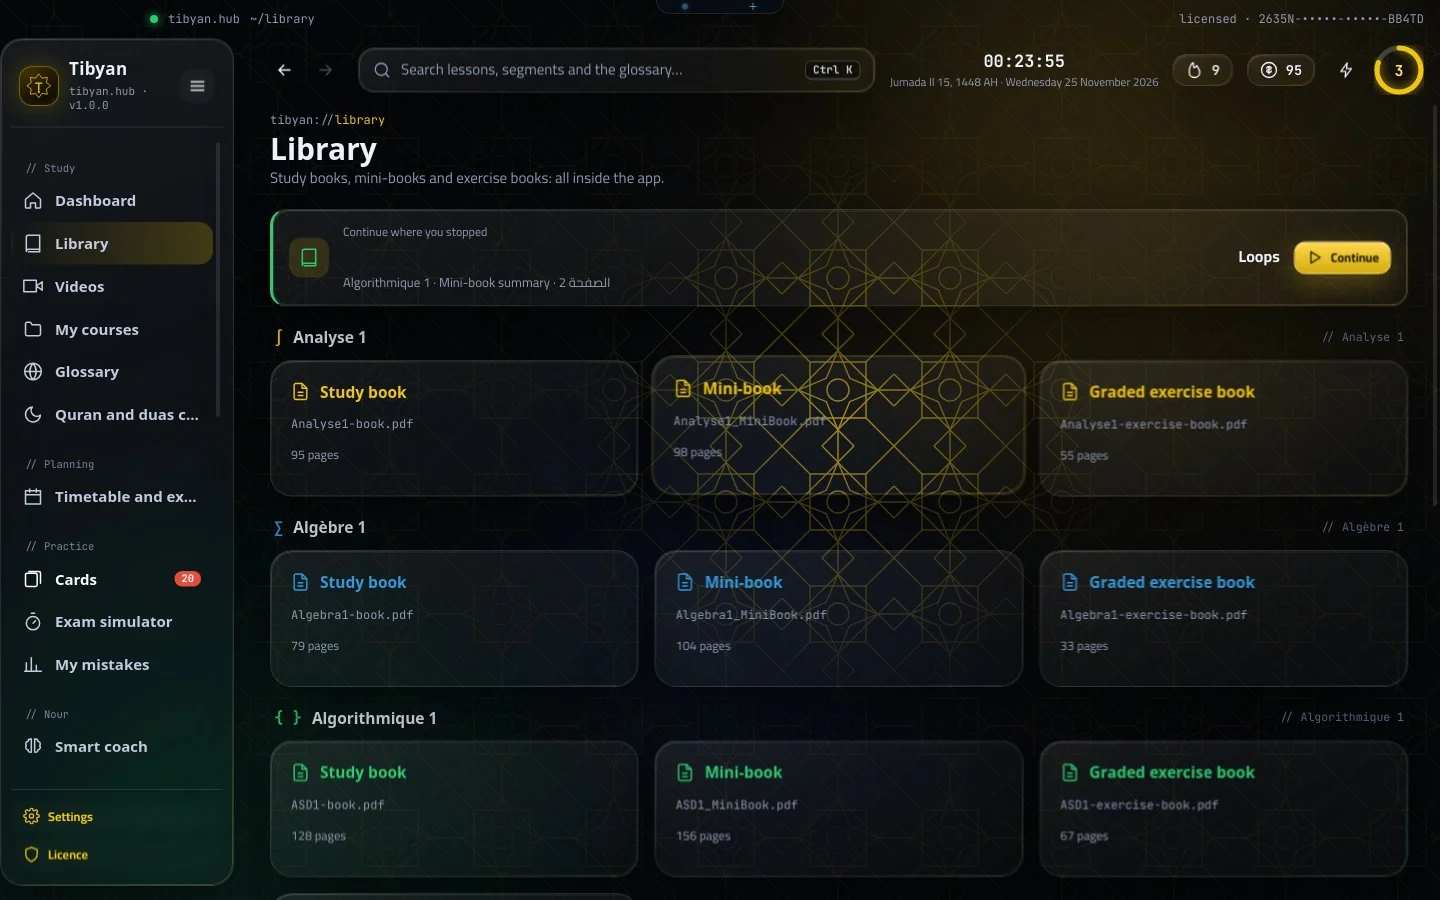 tibyan.hub ~/library
licensed · 2635N-••••••-•••••-BB4TD
Tibyan
tibyan.hub ·
v1.0.0
Search lessons, segments and the glossary...
Ctrl K
00:23:55
Jumada II 15, 1448 AH · Wednesday 25 November 2026
9
95
3
// Study
Dashboard
Library
Videos
My courses
Glossary
Quran and duas c...
// Planning
Timetable and ex...
// Practice
Cards
20
Exam simulator
My mistakes
// Nour
Smart coach
Settings
Licence
tibyan://library
Library
Study books, mini-books and exercise books: all inside the app.
Continue where you stopped
Algorithmique 1 · Mini-book summary · الصفحة 2
Loops
Continue
∫ Analyse 1
// Analyse 1
Study book
Analyse1-book.pdf
95 pages
Mini-book
Analyse1_MiniBook.pdf
98 pages
Graded exercise book
Analyse1-exercise-book.pdf
55 pages
∑ Algèbre 1
// Algèbre 1
Study book
Algebra1-book.pdf
79 pages
Mini-book
Algebra1_MiniBook.pdf
104 pages
Graded exercise book
Algebra1-exercise-book.pdf
33 pages
{ } Algorithmique 1
// Algorithmique 1
Study book
ASD1-book.pdf
128 pages
Mini-book
ASD1_MiniBook.pdf
156 pages
Graded exercise book
ASD1-exercise-book.pdf
67 pages